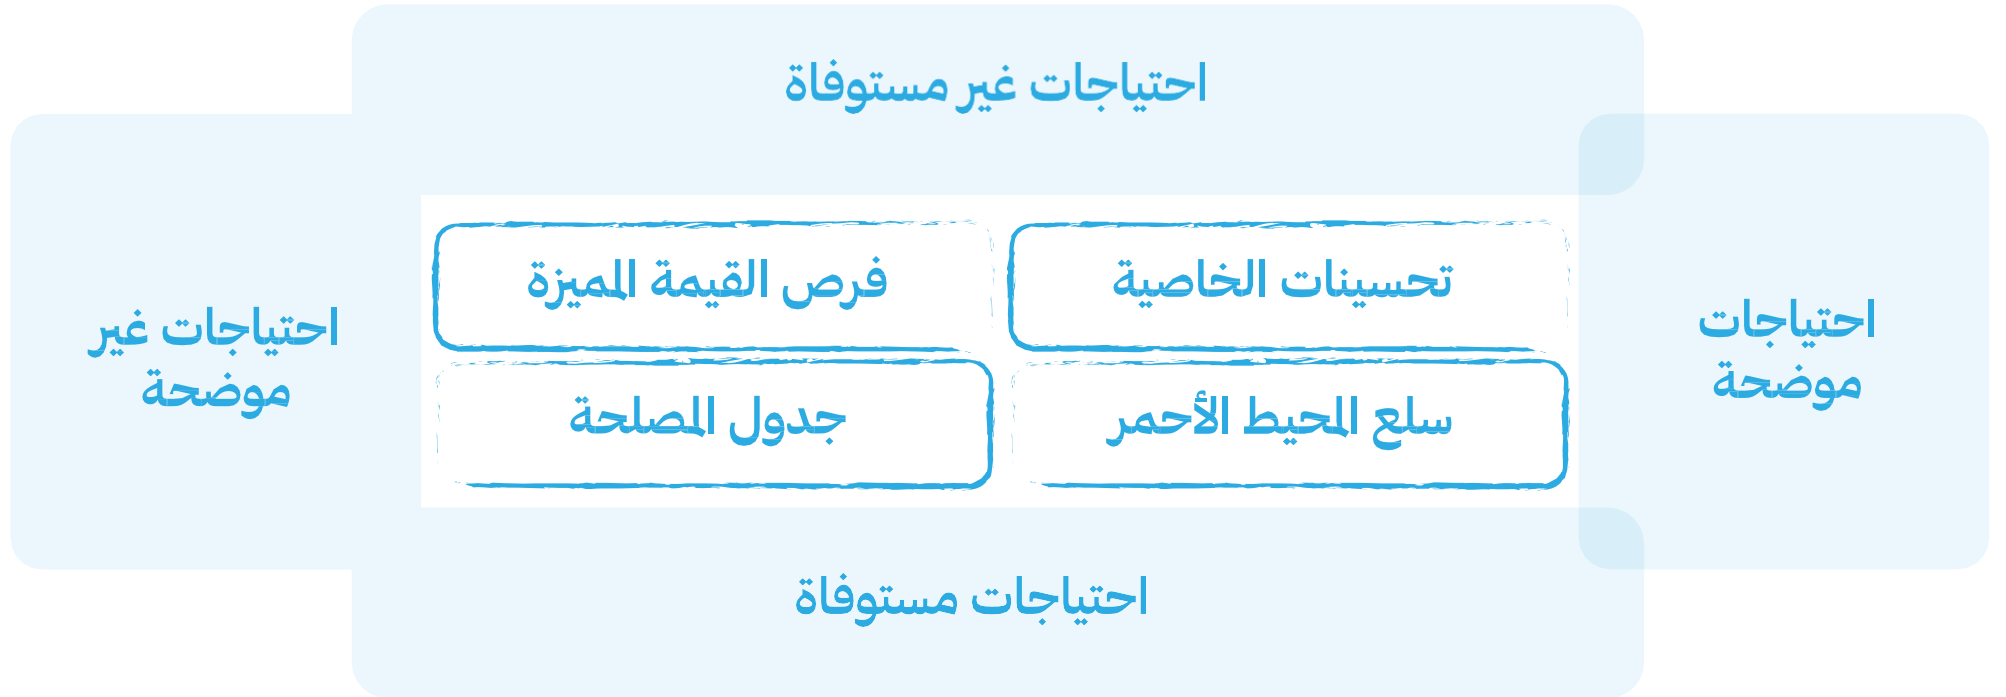 احتياجات غير مستوفاة
احتياجات
موضحة
تحسينات الخاصية
فرص القيمة المميزة
سلع المحيط الأحمر
جدول المصلحة
احتياجات غير
موضحة
احتياجات مستوفاة